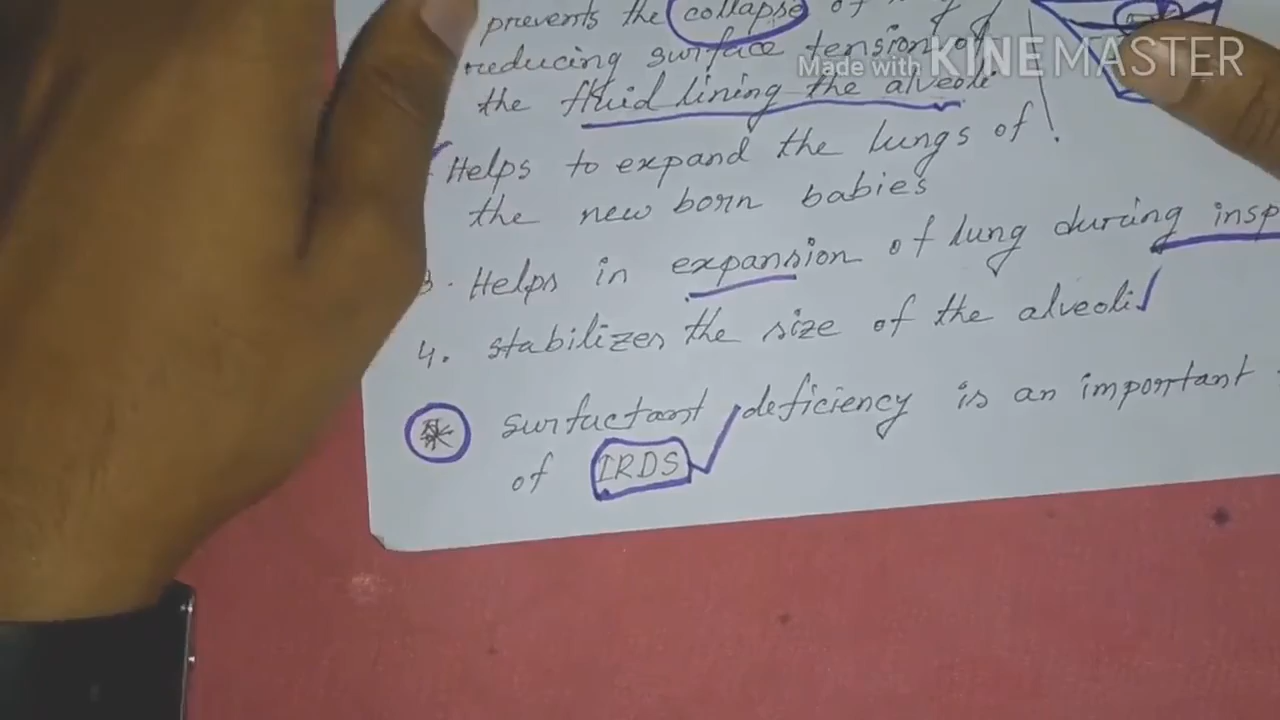 prevents the collapse of
reducing surface tension of
the fluid lining the alveoli
Helps to expand the lungs of
the new born babies
3. Helps in expansion of lung during insp
4. stabilizes the size of the alveoli
surfuctant deficiency is an important
of IRDS
Made with KINEMASTER